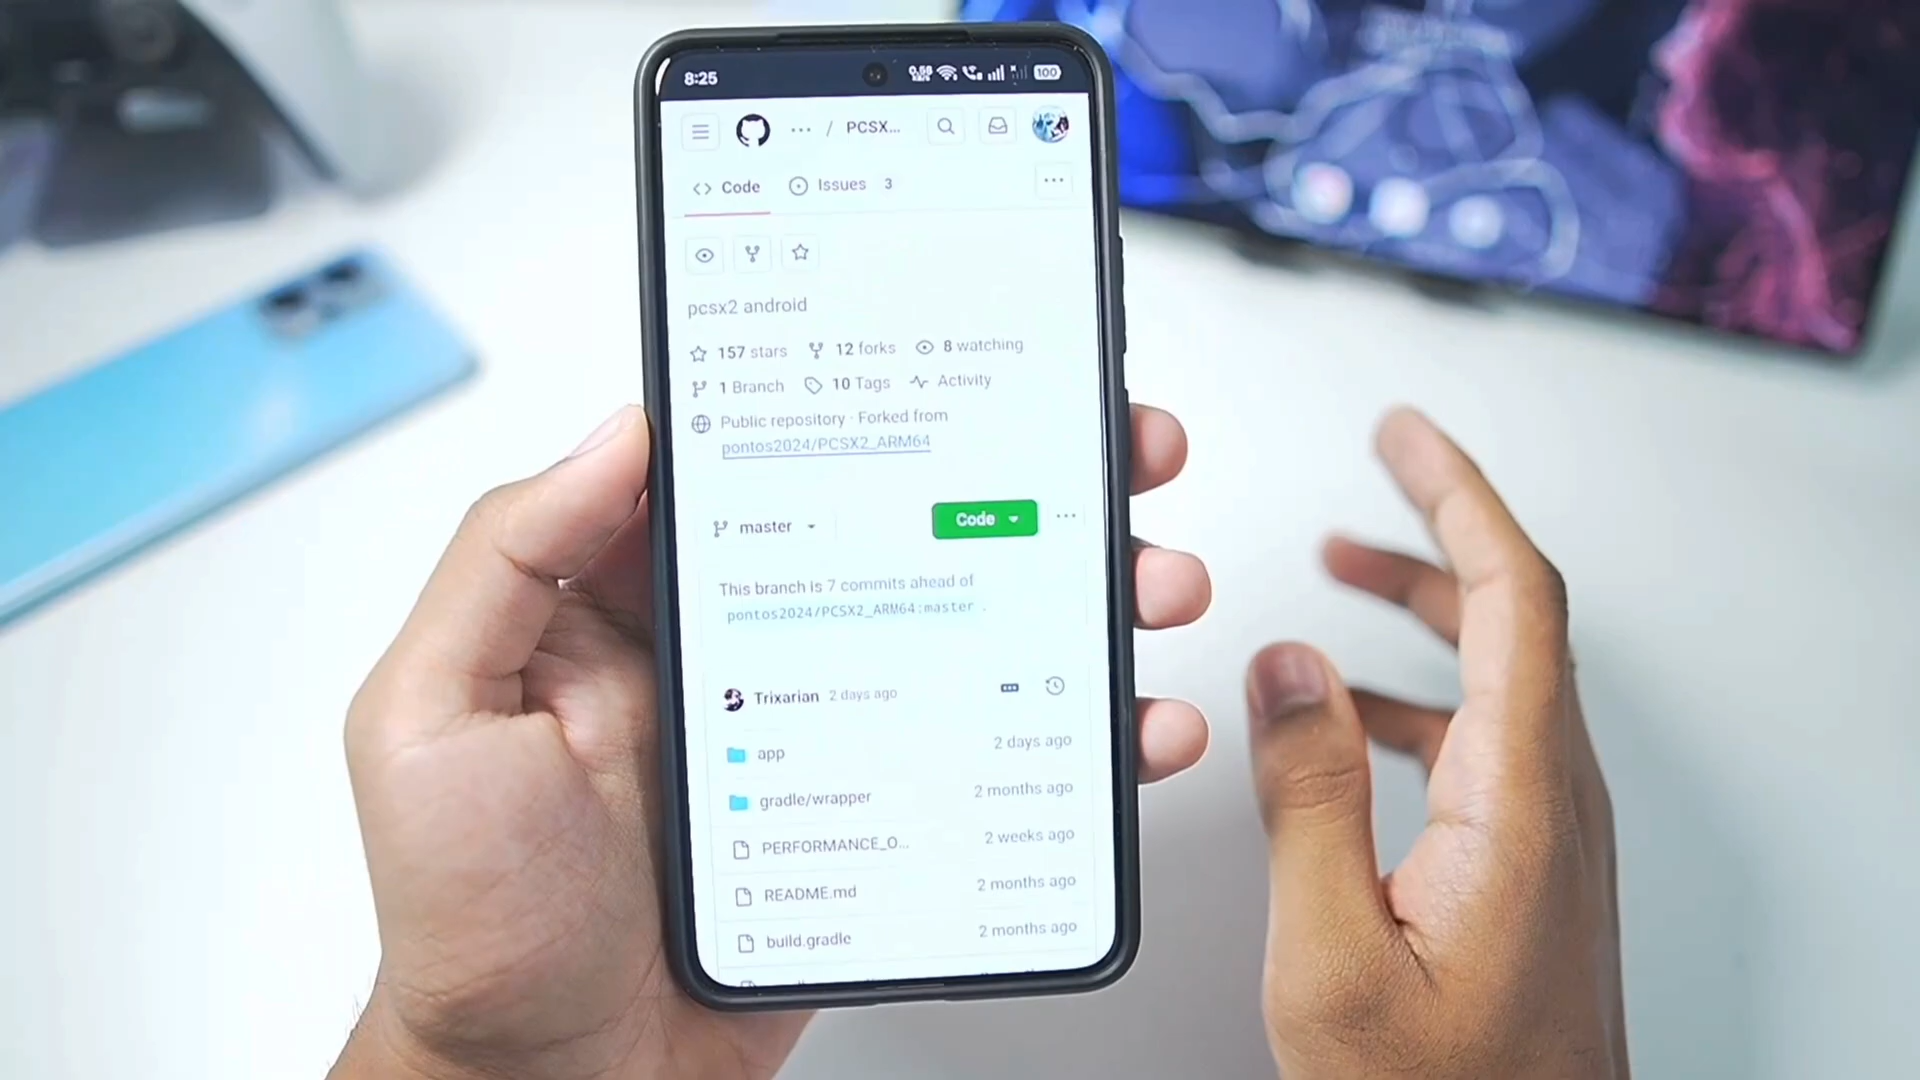 8:25
0.58
100
... / PCSX...
Code
Issues 3
pcsx2 android
157 stars 12 forks 8 watching
1 Branch 10 Tags Activity
Public repository · Forked from
pontos2024/PCSX2_ARM64
master
Code
This branch is 7 commits ahead of
pontos2024/PCSX2_ARM64:master .
Trixarian 2 days ago
app 2 days ago
gradle/wrapper 2 months ago
PERFORMANCE_O... 2 weeks ago
README.md 2 months ago
build.gradle 2 months ago